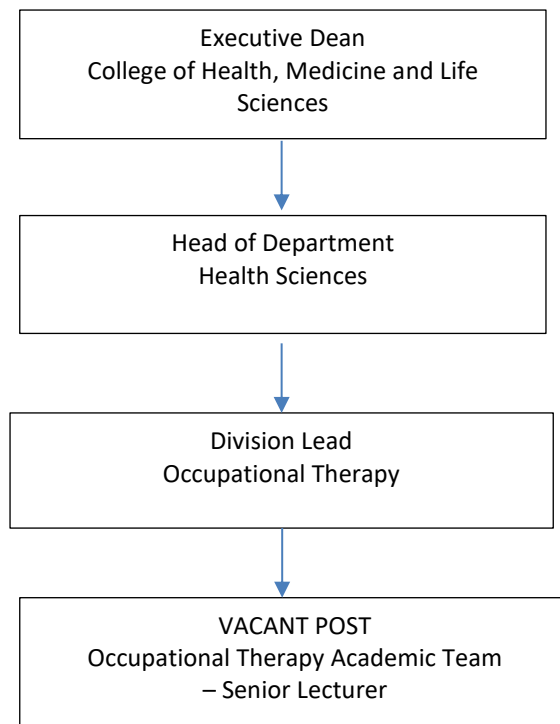 Executive Dean
College of Health, Medicine and Life
Sciences
Head of Department
Health Sciences
Division Lead
Occupational Therapy
VACANT POST
Occupational Therapy Academic Team
– Senior Lecturer